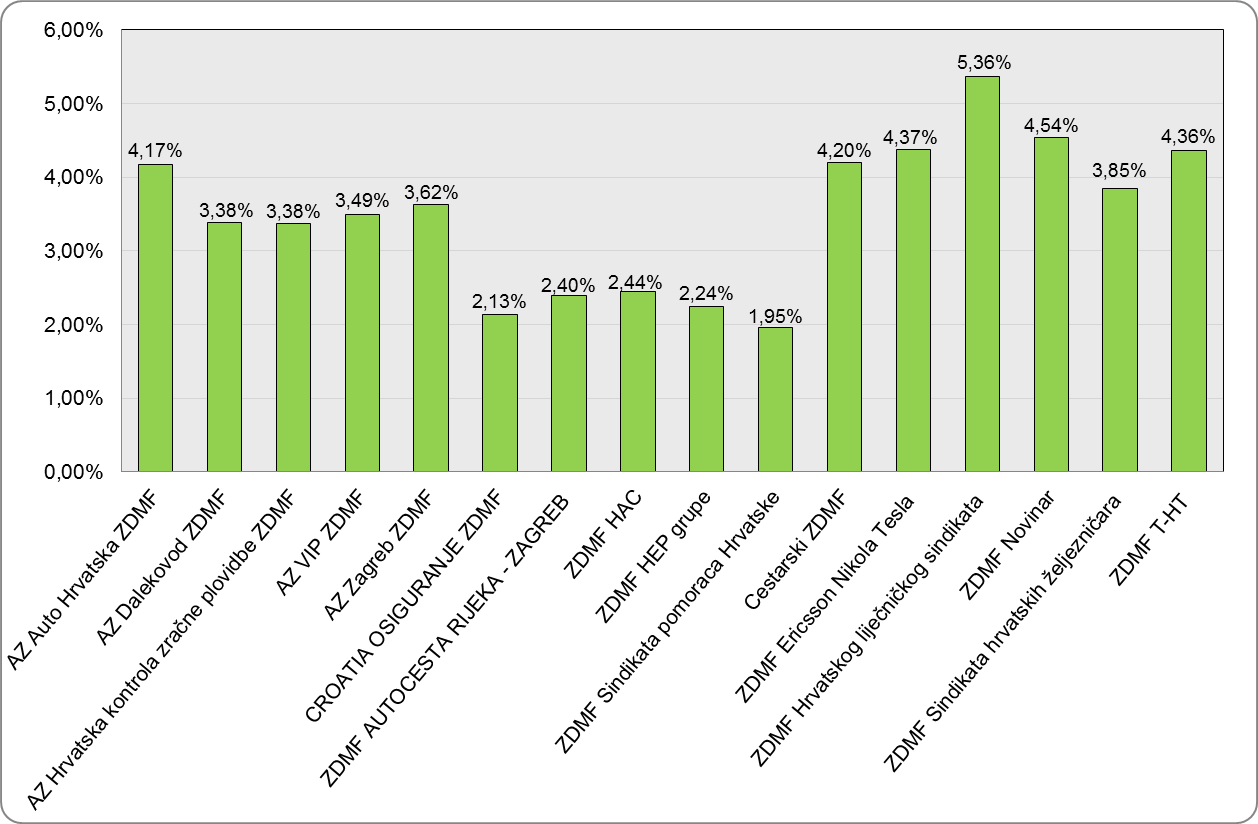 6,00%
5,00%
4,00%
3,00%
2,00%
1,00%
0,00%
4,17%
3,38%
3,38%
3,49%
3,62%
2,13%
2,40%
2,44%
2,24%
1,95%
4,20%
4,37%
5,36%
4,54%
3,85%
4,36%
AZ Auto Hrvatska ZDMF
AZ Dalekovod ZDMF
AZ Hrvatska kontrola zračne plovidbe ZDMF
AZ VIP ZDMF
AZ Zagreb ZDMF
CROATIA OSIGURANJE ZDMF
ZDMF AUTOCESTA RIJEKA - ZAGREB
ZDMF HAC
ZDMF HEP grupe
ZDMF Sindikata pomoraca Hrvatske
Cestarski ZDMF
ZDMF Ericsson Nikola Tesla
ZDMF Hrvatskog liječničkog sindikata
ZDMF Novinar
ZDMF Sindikata hrvatskih željezničara
ZDMF T-HT